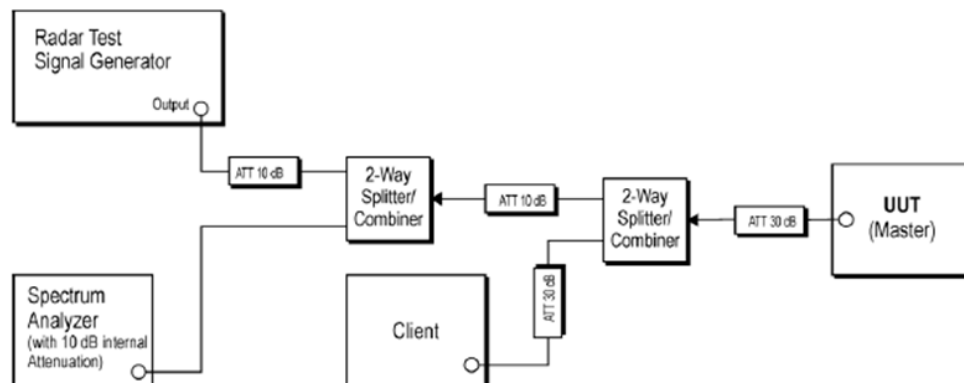 Radar Test
Signal Generator
Output
ATT 10 dB
2-Way
Splitter/
Combiner
ATT 10 dB
2-Way
Splitter/
Combiner
ATT 30 dB
UUT
(Master)
Spectrum
Analyzer
(with 10 dB internal
Attenuation)
Client
ATT 30 dB